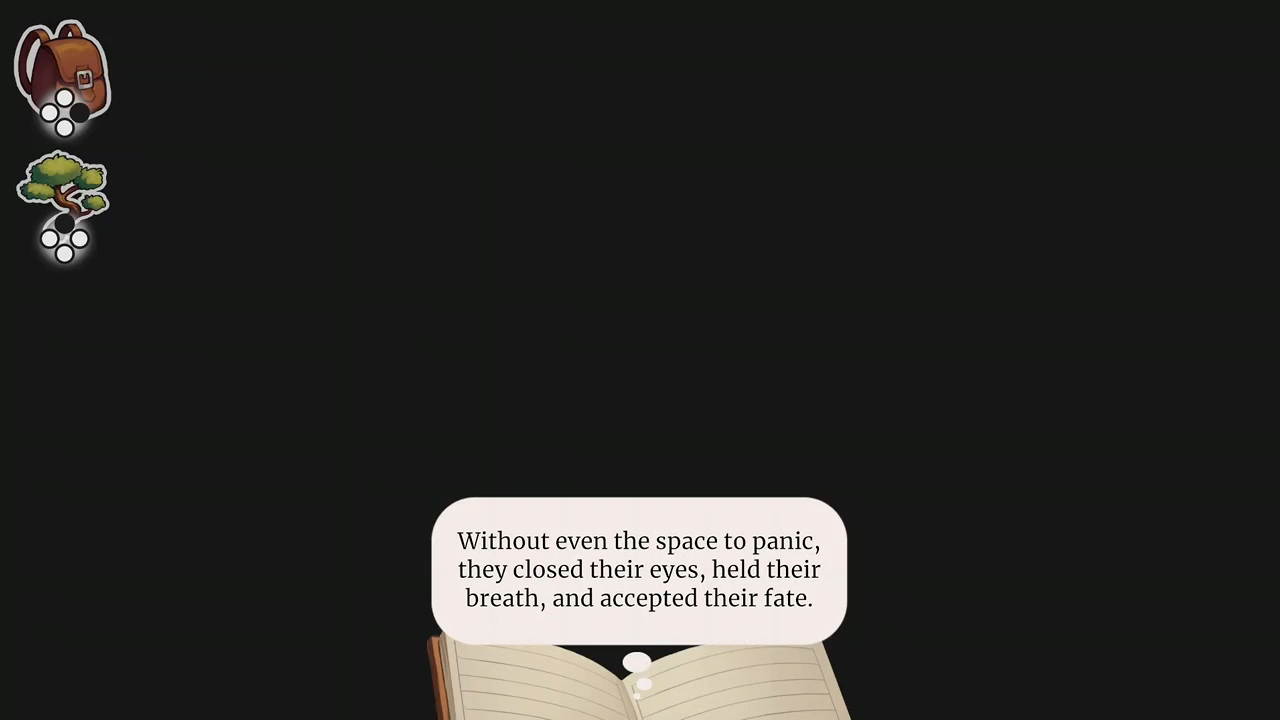 Without even the space to panic,
they closed their eyes, held their
breath, and accepted their fate.